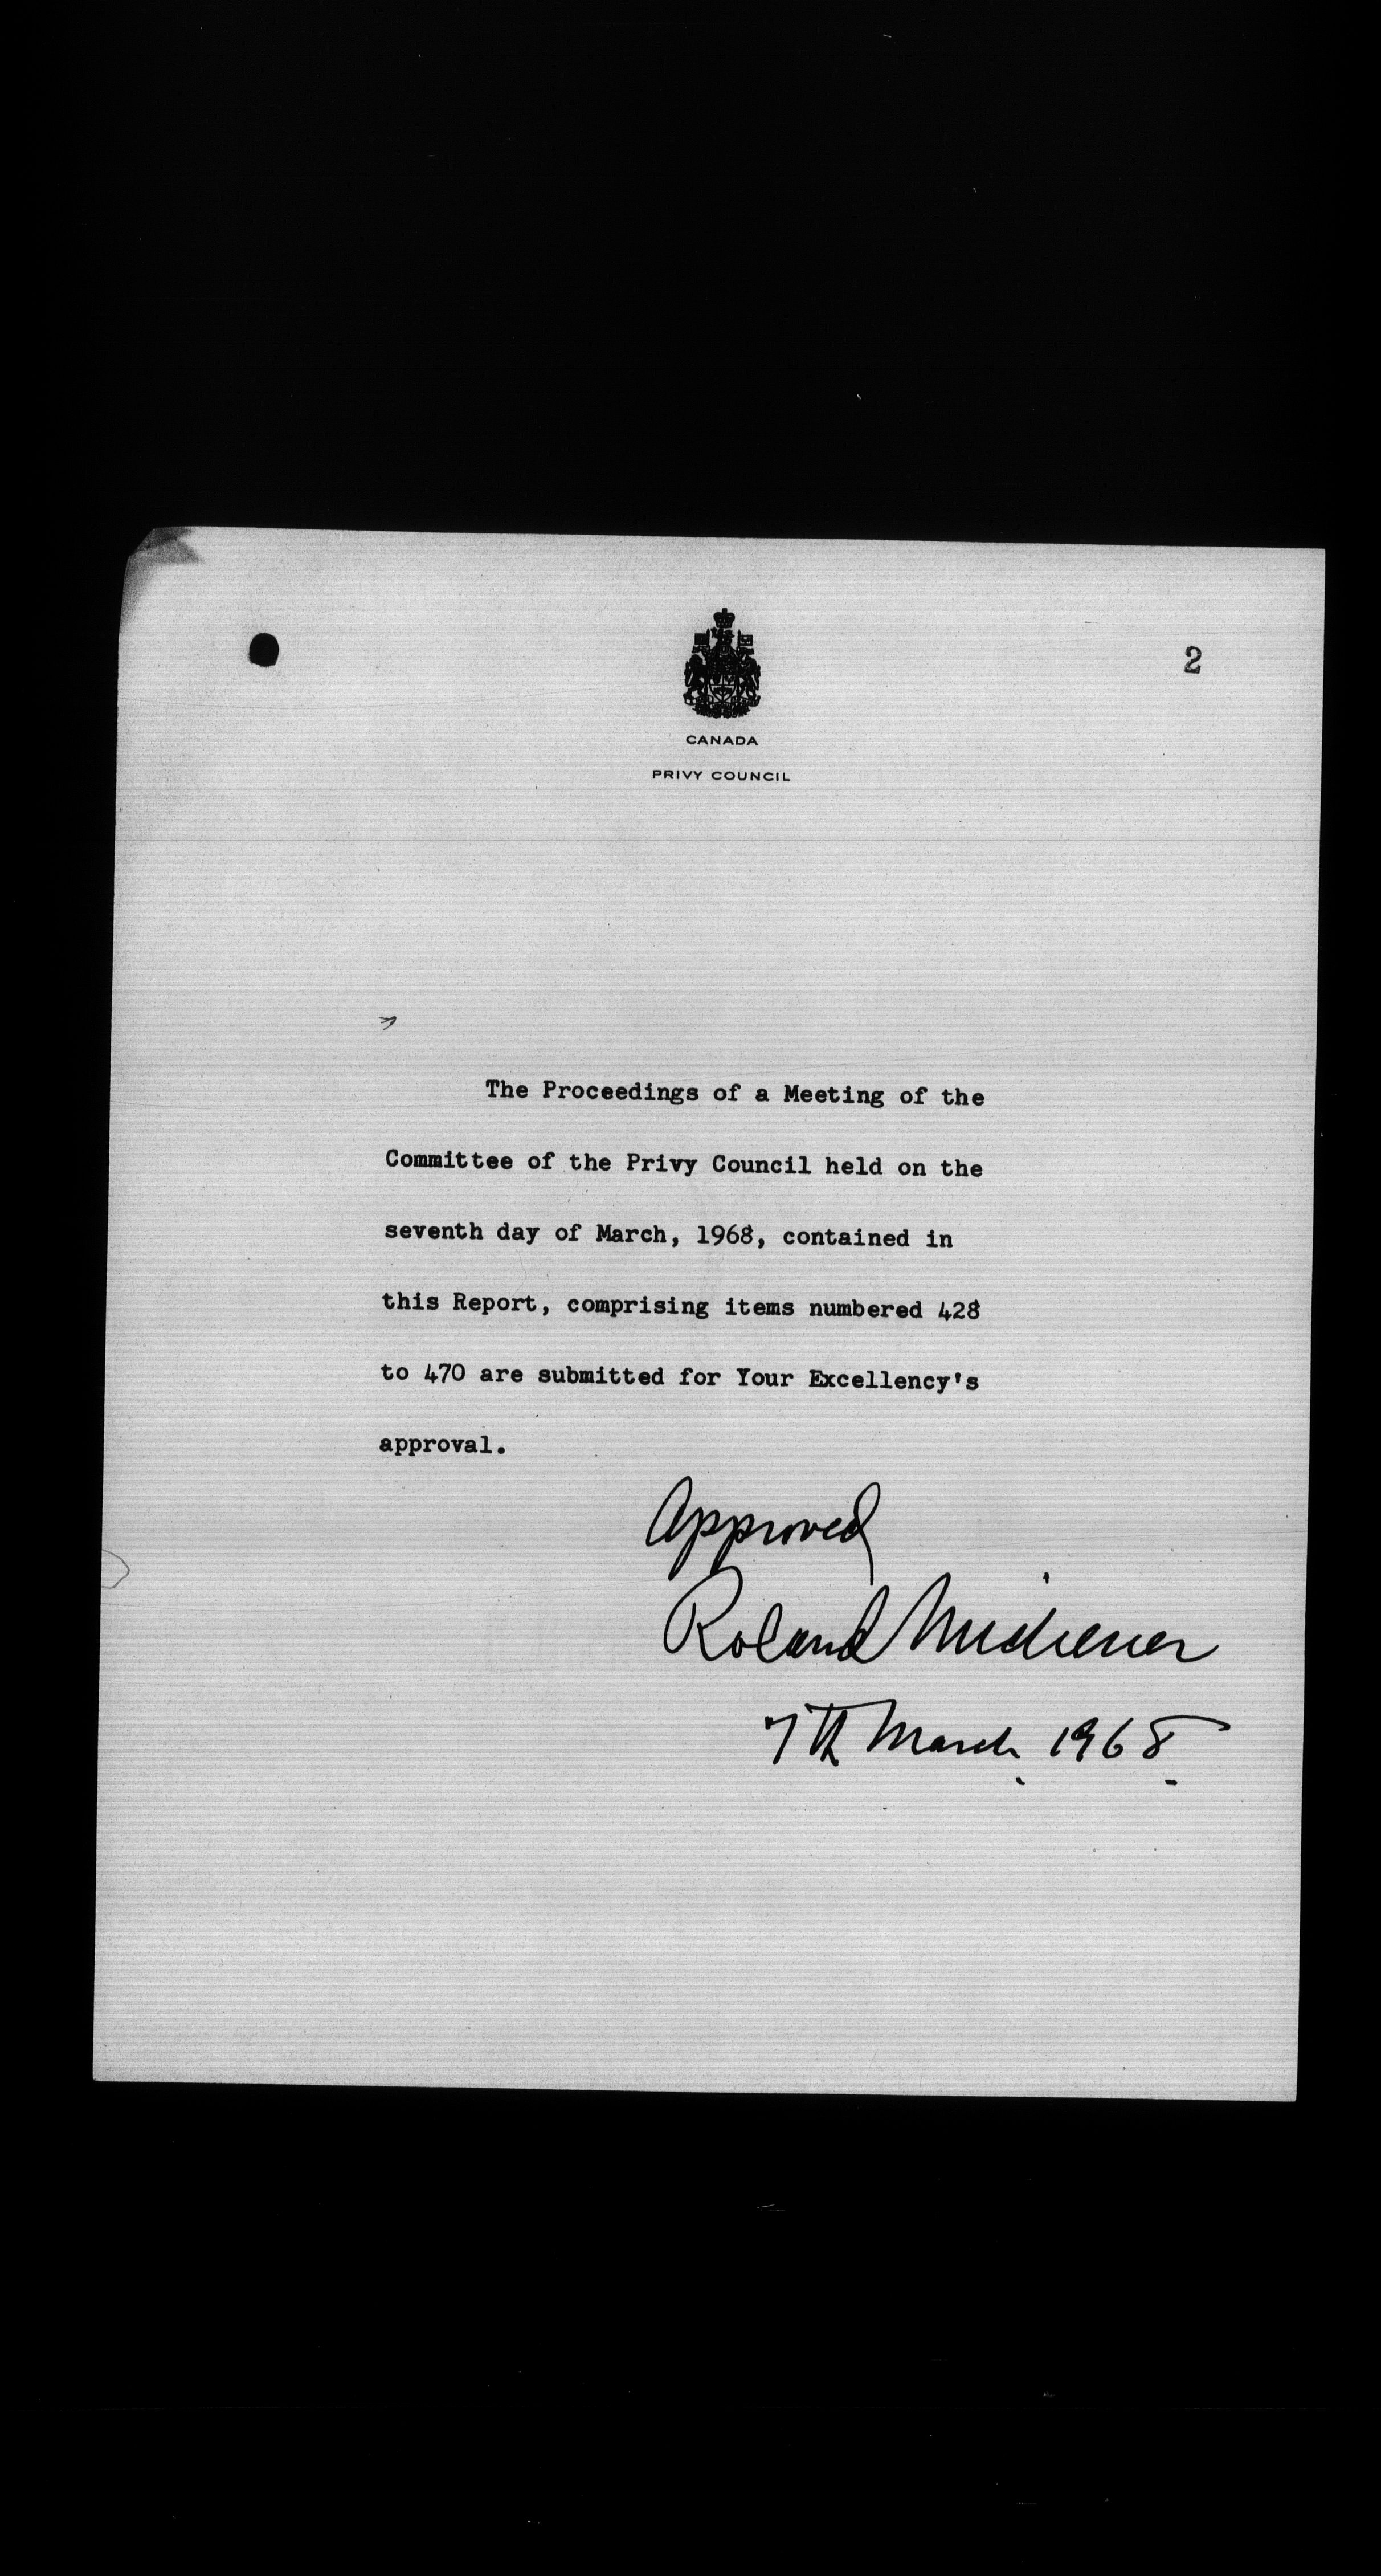 2
CANADA
PRIVY COUNCIL
The Proceedings of a Meeting of the
Committee of the Privy Council held on the
seventh day of March, 1968, contained in
this Report, comprising items numbered 428
to 470 are submitted for Your Excellency's
approval.
Approved
Roland Michener
7th March 1968